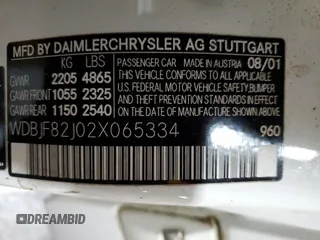 MFD BY DAIMLERCHRYSLER AG STUTTGART
KG LBS MADE IN AUSTRIA 08/01
GVWR 2205 4865 THIS VEHICLE CONFORMS TO ALL
GAWR FRONT 1055 2325 APPLICABLE U.S. FEDERAL MOTOR
GAWR REAR 1150 2540 VEHICLE SAFETY, BUMPER AND
THEFT PREVENTION STANDARDS
IN EFFECT ON THE DATE OF
MANUFACTURE SHOWN ABOVE.
WDBJF82J02X065334 960
DREAMBID